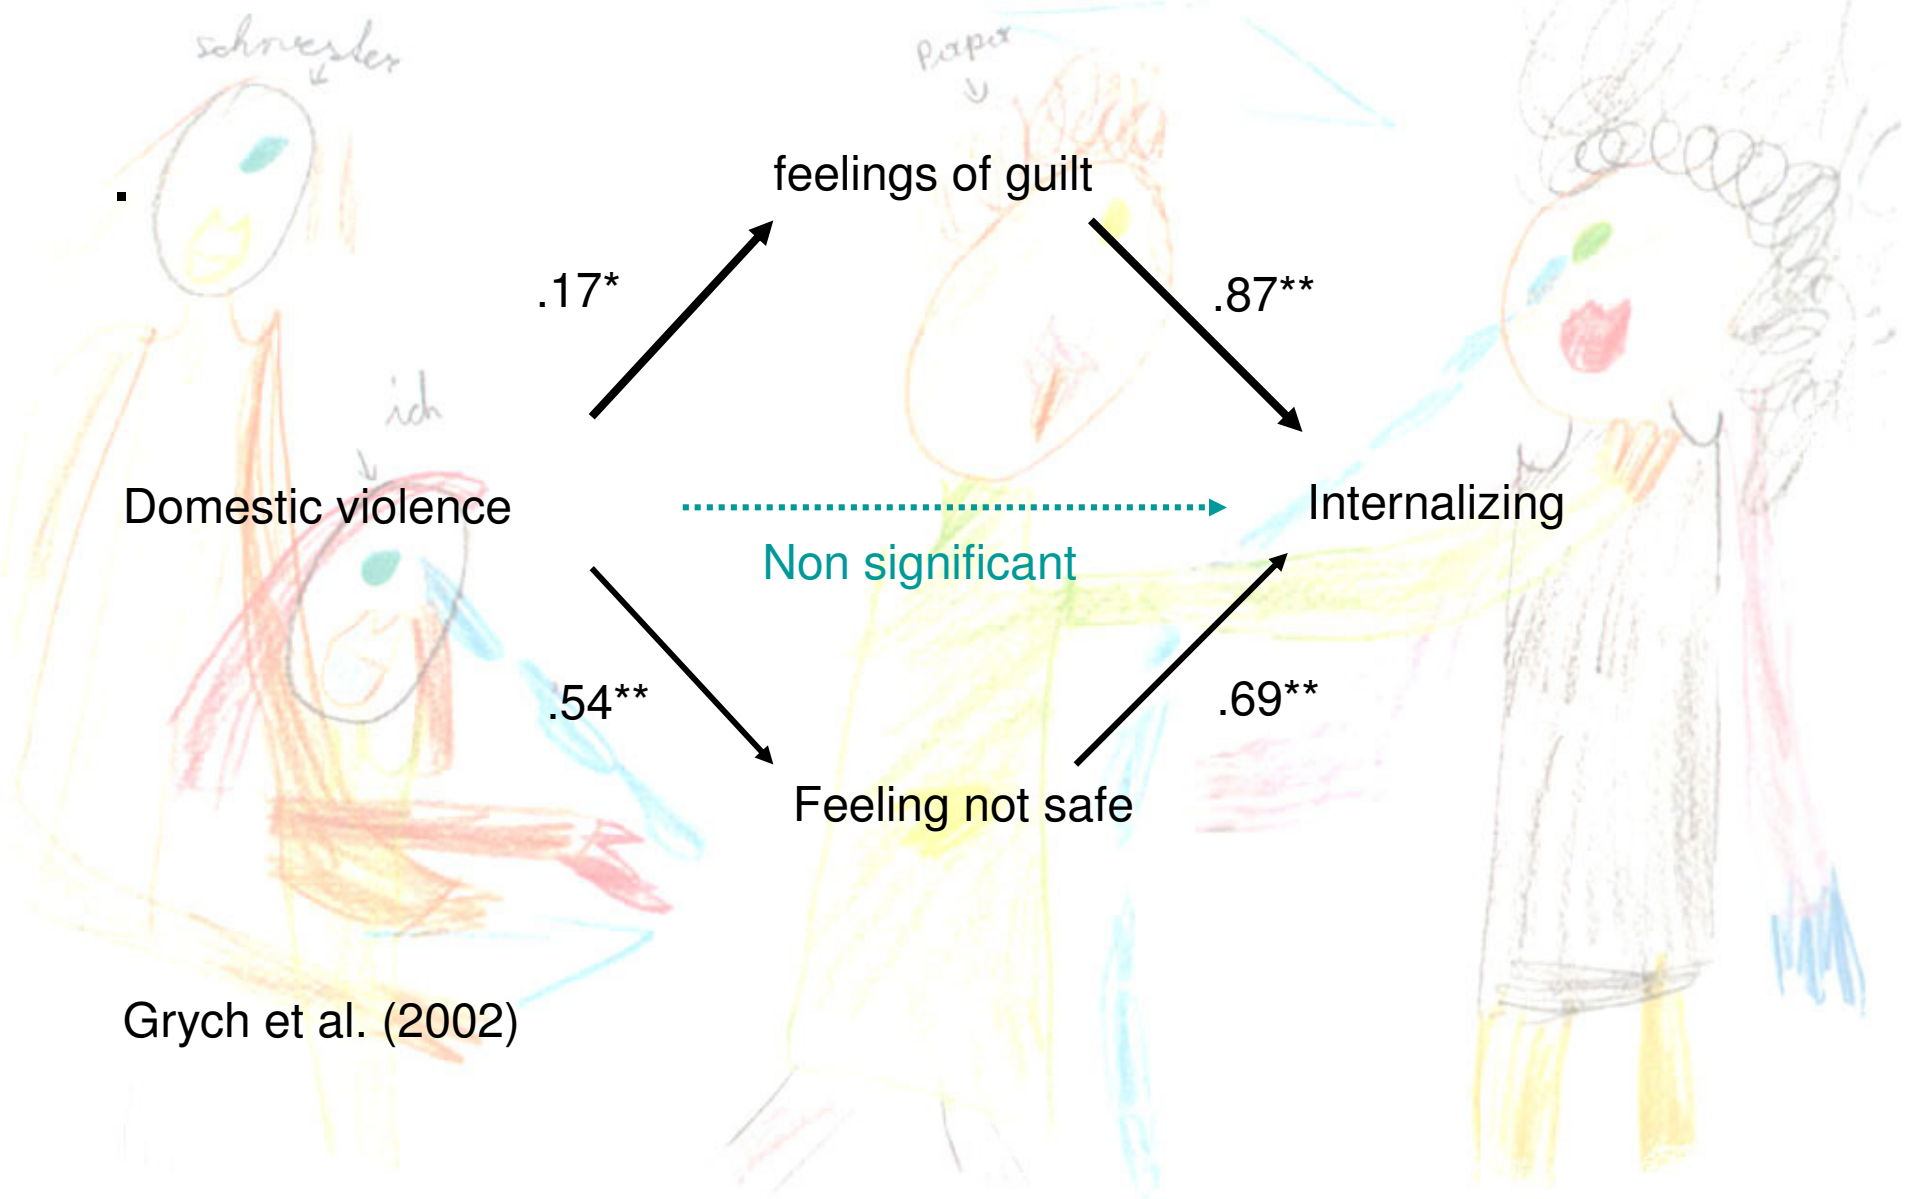 schwester
Papa
feelings of guilt
.17*
.87**
ich
Domestic violence
Internalizing
Non significant
.54**
.69**
Feeling not safe
Grych et al. (2002)